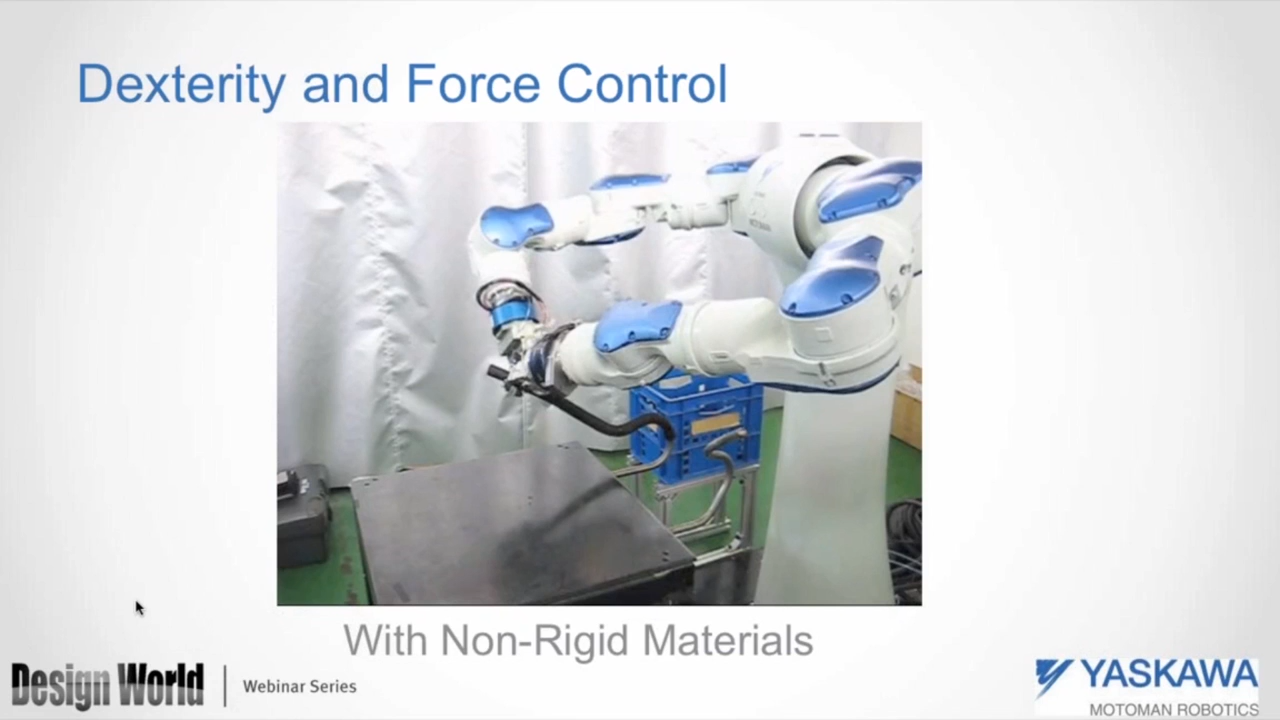 Dexterity and Force Control
With Non-Rigid Materials
Design World
Webinar Series
YASKAWA
MOTOMAN ROBOTICS